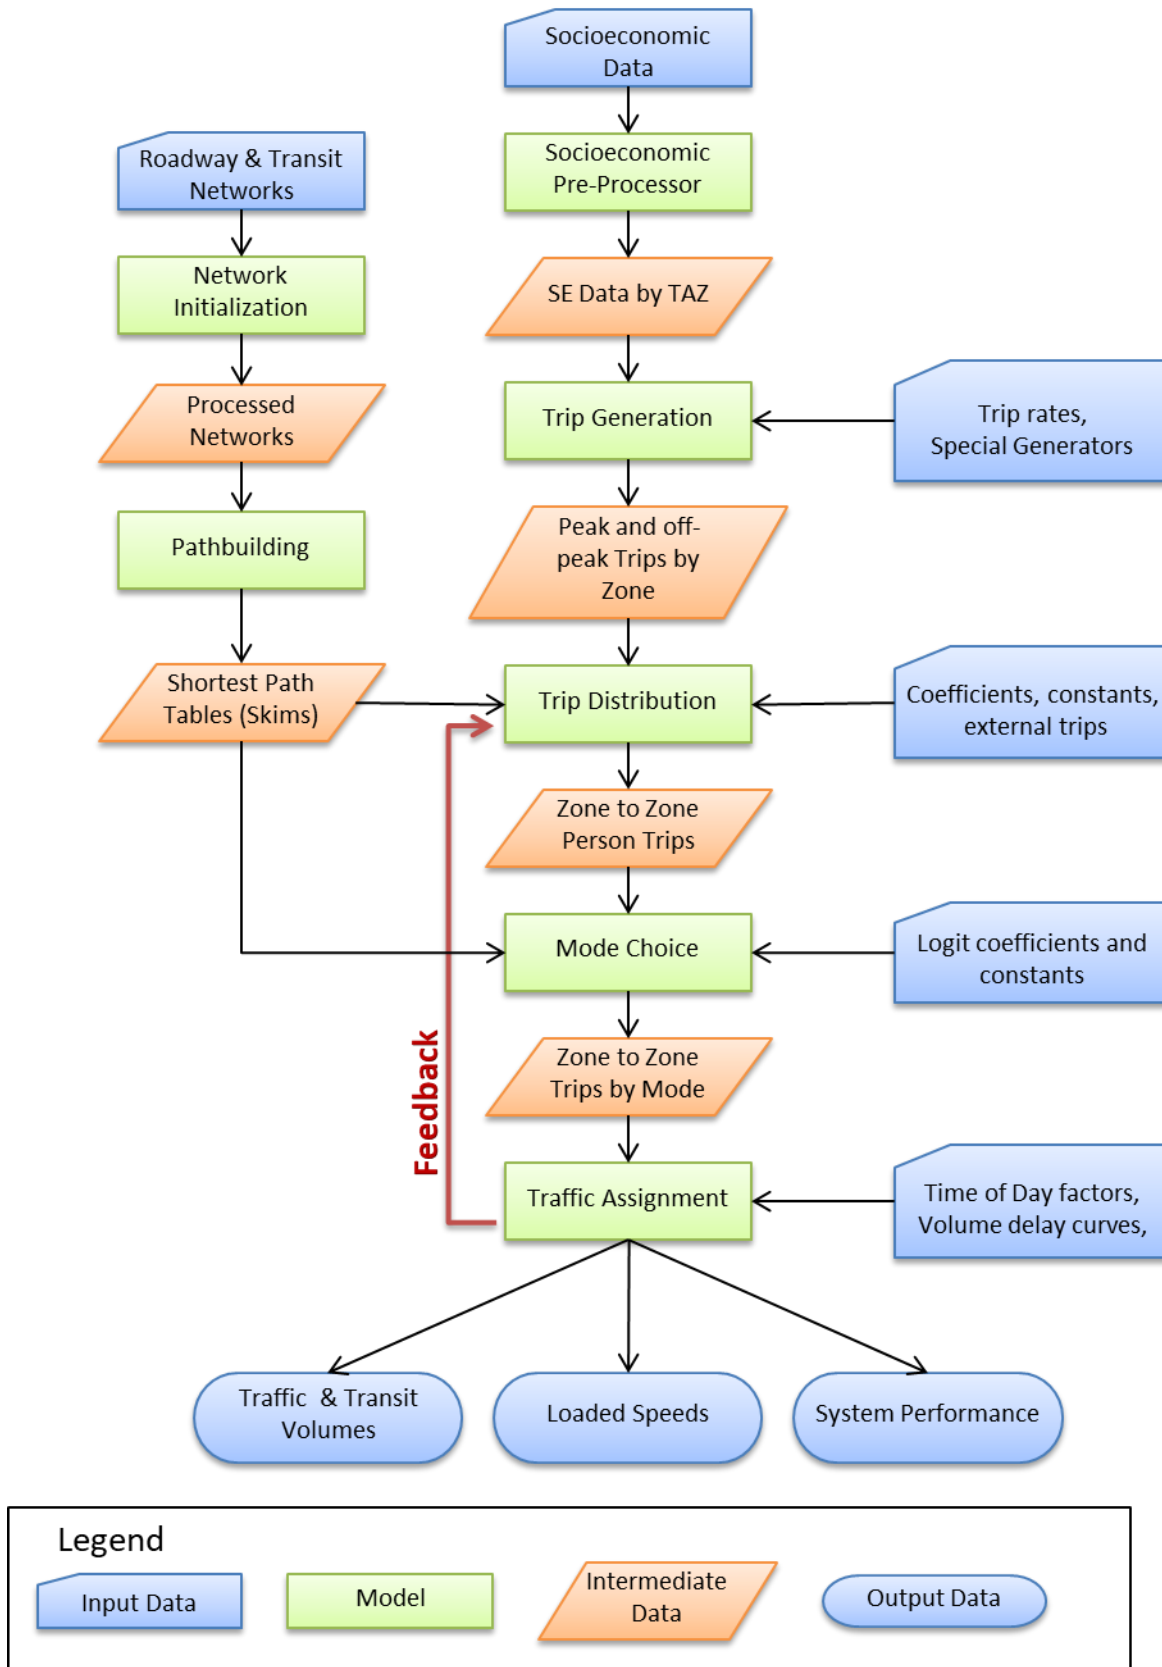 Socioeconomic
Data
Roadway & Transit
Networks
Socioeconomic
Pre-Processor
Network
Initialization
SE Data by TAZ
Processed
Networks
Trip Generation
Trip rates,
Special Generators
Pathbuilding
Peak and off-
peak Trips by
Zone
Shortest Path
Tables (Skims)
Trip Distribution
Coefficients, constants,
external trips
Zone to Zone
Person Trips
Mode Choice
Logit coefficients and
constants
Feedback
Zone to Zone
Trips by Mode
Traffic Assignment
Time of Day factors,
Volume delay curves,
Traffic & Transit
Volumes
Loaded Speeds
System Performance
Legend
Input Data
Model
Intermediate
Data
Output Data